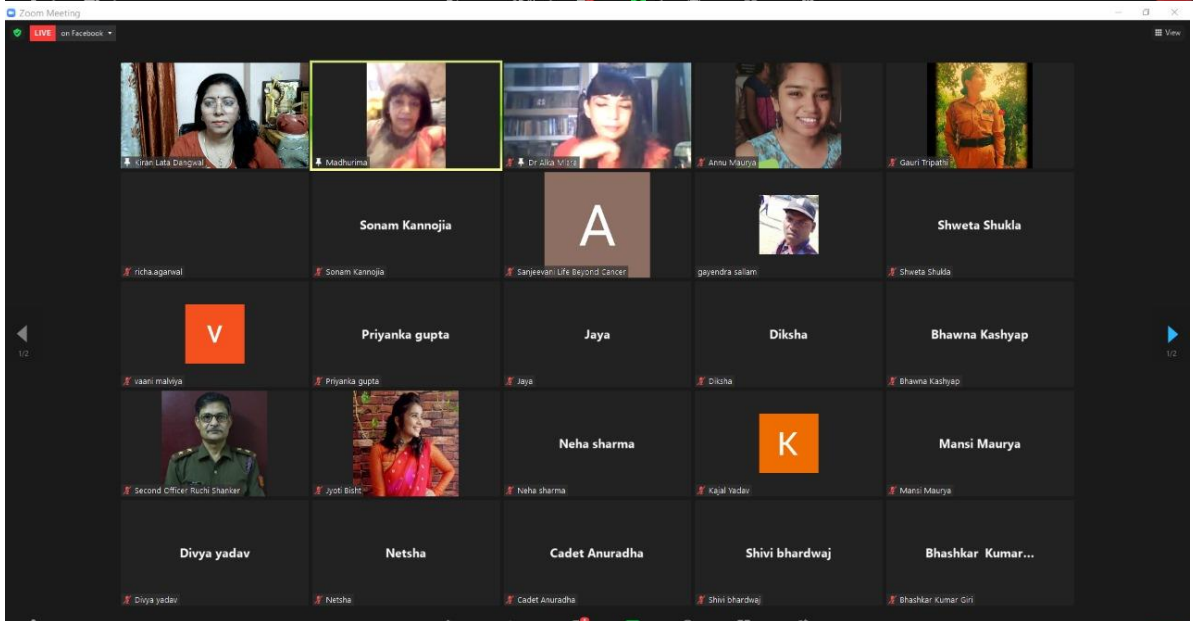 Zoom Meeting
LIVE on Facebook
View
Kiran Lata Dangwal
Madhurima
Dr Alka Misra
Annu Maurya
Gauri Tripathi
Sonam Kannojia
A
Shweta Shukla
richa.agarwal
Sonam Kannojia
Sanjeevani Life Beyond Cancer
gayendra sallam
Shweta Shukla
V
Priyanka gupta
Jaya
Diksha
Bhawna Kashyap
1/2
1/2
vaani malviya
Priyanka gupta
Jaya
Diksha
Bhawna Kashyap
Neha sharma
K
Mansi Maurya
Second Officer Ruchi Shanker
Jyoti Bisht
Neha sharma
Kajal Yadav
Mansi Maurya
Divya yadav
Netsha
Cadet Anuradha
Shivi bhardwaj
Bhashkar Kumar...
Divya yadav
Netsha
Cadet Anuradha
Shivi bhardwaj
Bhashkar Kumar Giri